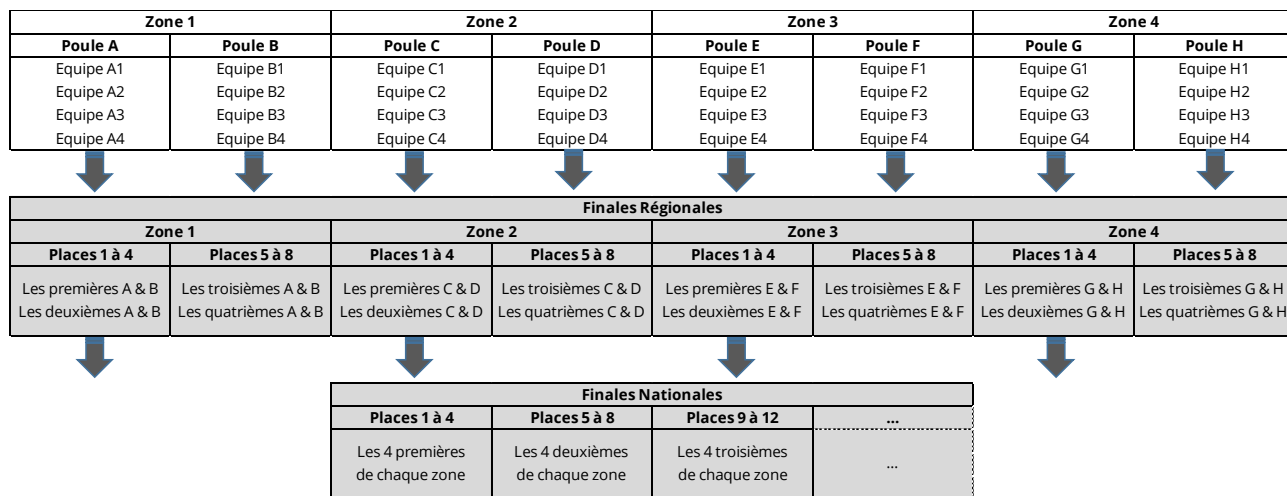 Zone 1 Zone 2 Zone 3 Zone 4
Poule A Poule B Poule C Poule D Poule E Poule F Poule G Poule H
Equipe A1 Equipe B1 Equipe C1 Equipe D1 Equipe E1 Equipe F1 Equipe G1 Equipe H1
Equipe A2 Equipe B2 Equipe C2 Equipe D2 Equipe E2 Equipe F2 Equipe G2 Equipe H2
Equipe A3 Equipe B3 Equipe C3 Equipe D3 Equipe E3 Equipe F3 Equipe G3 Equipe H3
Equipe A4 Equipe B4 Equipe C4 Equipe D4 Equipe E4 Equipe F4 Equipe G4 Equipe H4
Finales Régionales
Zone 1 Zone 2 Zone 3 Zone 4
Places 1 à 4 Places 5 à 8 Places 1 à 4 Places 5 à 8 Places 1 à 4 Places 5 à 8 Places 1 à 4 Places 5 à 8
Les premières A & B Les troisièmes A & B Les premières C & D Les troisièmes C & D Les premières E & F Les troisièmes E & F Les premières G & H Les troisièmes G & H
Les deuxièmes A & B Les quatrièmes A & B Les deuxièmes C & D Les quatrièmes C & D Les deuxièmes E & F Les quatrièmes E & F Les deuxièmes G & H Les quatrièmes G & H
Finales Nationales
Places 1 à 4 Places 5 à 8 Places 9 à 12 ...
Les 4 premières Les 4 deuxièmes Les 4 troisièmes
de chaque zone de chaque zone de chaque zone ...